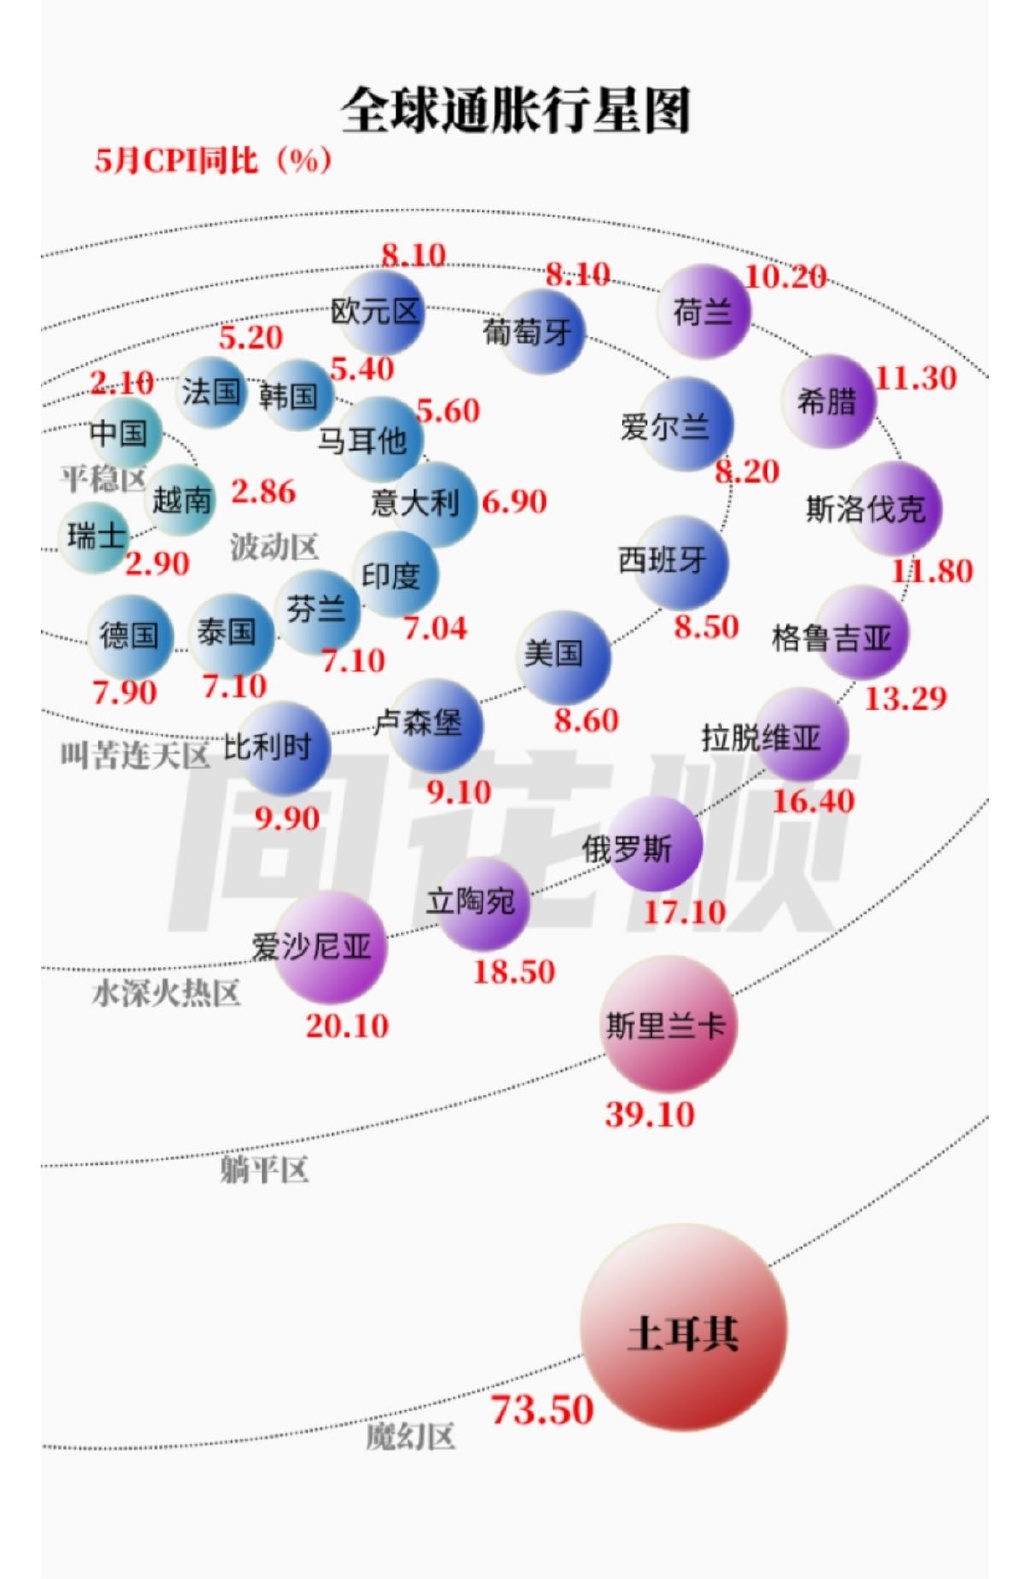 全球通胀行星图
5月CPI同比（%）
8.10
欧元区
8.10
葡萄牙
10.20
荷兰
5.20
法国
5.40
韩国
2.10
中国
5.60
马耳他
11.30
希腊
爱尔兰
8.20
平稳区
越南
2.86
意大利
6.90
斯洛伐克
11.80
瑞士
2.90
波动区
印度
7.04
西班牙
8.50
芬兰
7.10
德国
7.90
泰国
7.10
美国
8.60
格鲁吉亚
13.29
卢森堡
9.10
叫苦连天区
比利时
9.90
拉脱维亚
16.40
同花顺
俄罗斯
17.10
立陶宛
18.50
爱沙尼亚
20.10
水深火热区
斯里兰卡
39.10
躺平区
土耳其
73.50
魔幻区